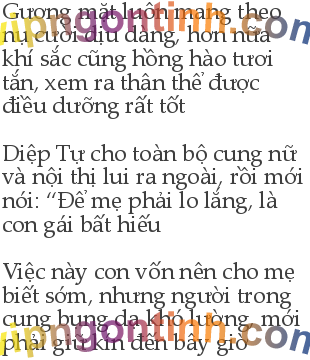 Gương mặt luôn mang theo
nụ cười dịu dàng, hơn nữa
khí sắc cũng hồng hào tươi
tắn, xem ra thân thể được
điều dưỡng rất tốt
Diệp Tự cho toàn bộ cung nữ
và nội thị lui ra ngoài, rồi mới
nói: “Để mẹ phải lo lắng, là
con gái bất hiếu
Việc này con vốn nên cho mẹ
biết sớm, nhưng người trong
cung bụng dạ khó lường, mới
phải giữ kín đến bây giờ